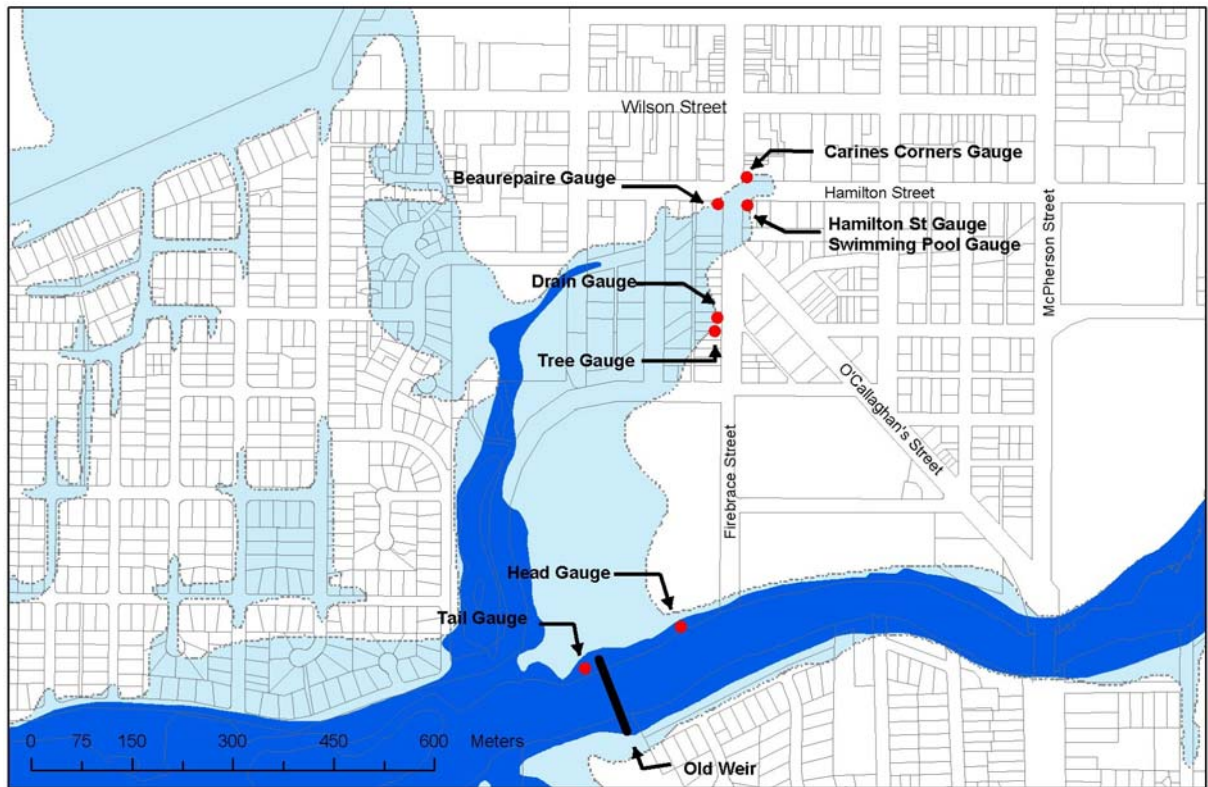 Wilson Street
Carines Corners Gauge
Beaurepaire Gauge
Hamilton Street
Hamilton St Gauge
Swimming Pool Gauge
McPherson Street
Drain Gauge
Tree Gauge
O'Callaghan's Street
Firebrace Street
Head Gauge
Tail Gauge
0 75 150 300 450 600 Meters
Old Weir